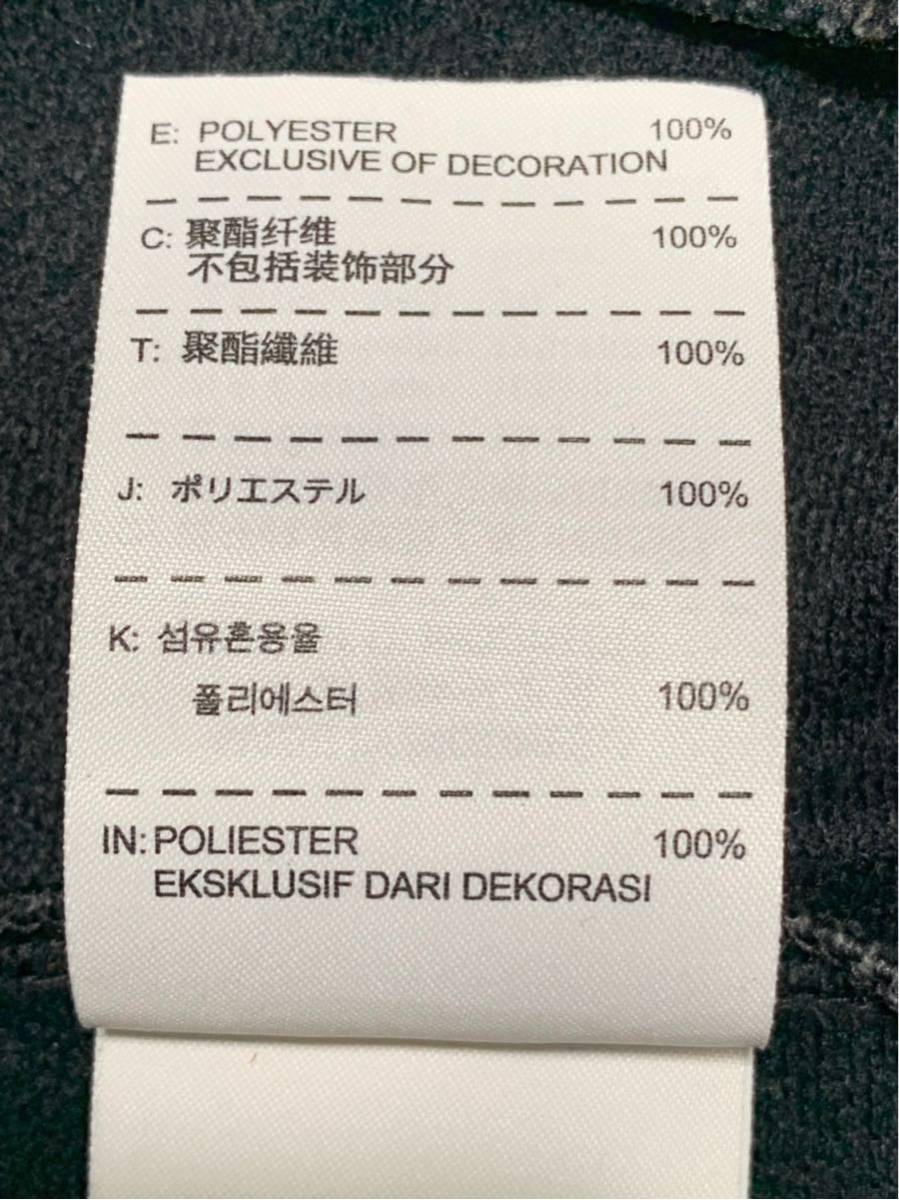 E: POLYESTER 100%
EXCLUSIVE OF DECORATION
C: 聚酯纤维 100%
不包括装饰部分
T: 聚酯纖維 100%
J: ポリエステル 100%
K: 섬유혼용율
폴리에스터 100%
IN: POLIESTER 100%
EKSKLUSIF DARI DEKORASI